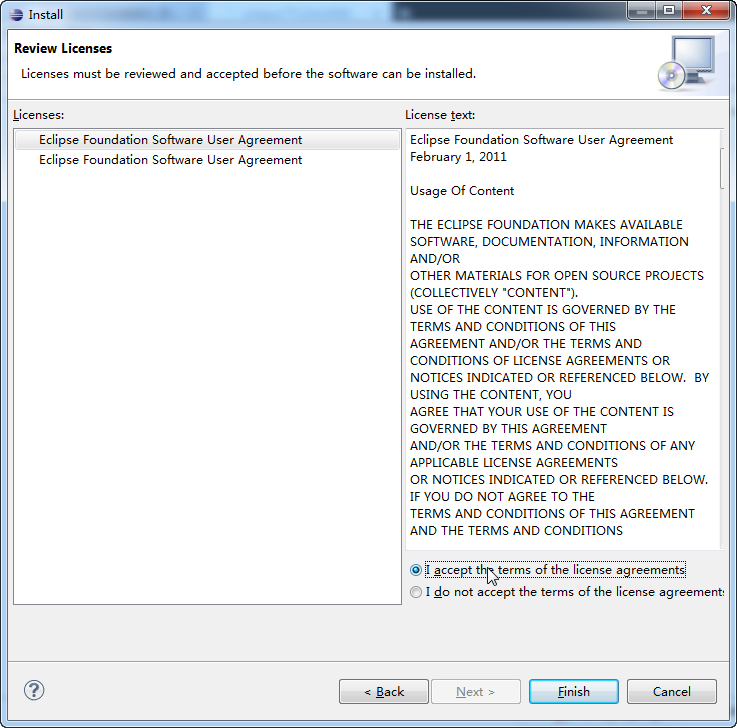 Install
Review Licenses
Licenses must be reviewed and accepted before the software can be installed.
Licenses:
Eclipse Foundation Software User Agreement
Eclipse Foundation Software User Agreement
License text:
Eclipse Foundation Software User Agreement
February 1, 2011
Usage Of Content
THE ECLIPSE FOUNDATION MAKES AVAILABLE
SOFTWARE, DOCUMENTATION, INFORMATION
AND/OR
OTHER MATERIALS FOR OPEN SOURCE PROJECTS
(COLLECTIVELY "CONTENT").
USE OF THE CONTENT IS GOVERNED BY THE
TERMS AND CONDITIONS OF THIS
AGREEMENT AND/OR THE TERMS AND
CONDITIONS OF LICENSE AGREEMENTS OR
NOTICES INDICATED OR REFERENCED BELOW.  BY
USING THE CONTENT, YOU
AGREE THAT YOUR USE OF THE CONTENT IS
GOVERNED BY THIS AGREEMENT
AND/OR THE TERMS AND CONDITIONS OF ANY
APPLICABLE LICENSE AGREEMENTS
OR NOTICES INDICATED OR REFERENCED BELOW.
IF YOU DO NOT AGREE TO THE
TERMS AND CONDITIONS OF THIS AGREEMENT
AND THE TERMS AND CONDITIONS
I accept the terms of the license agreements
I do not accept the terms of the license agreements
?
< Back
Next >
Finish
Cancel